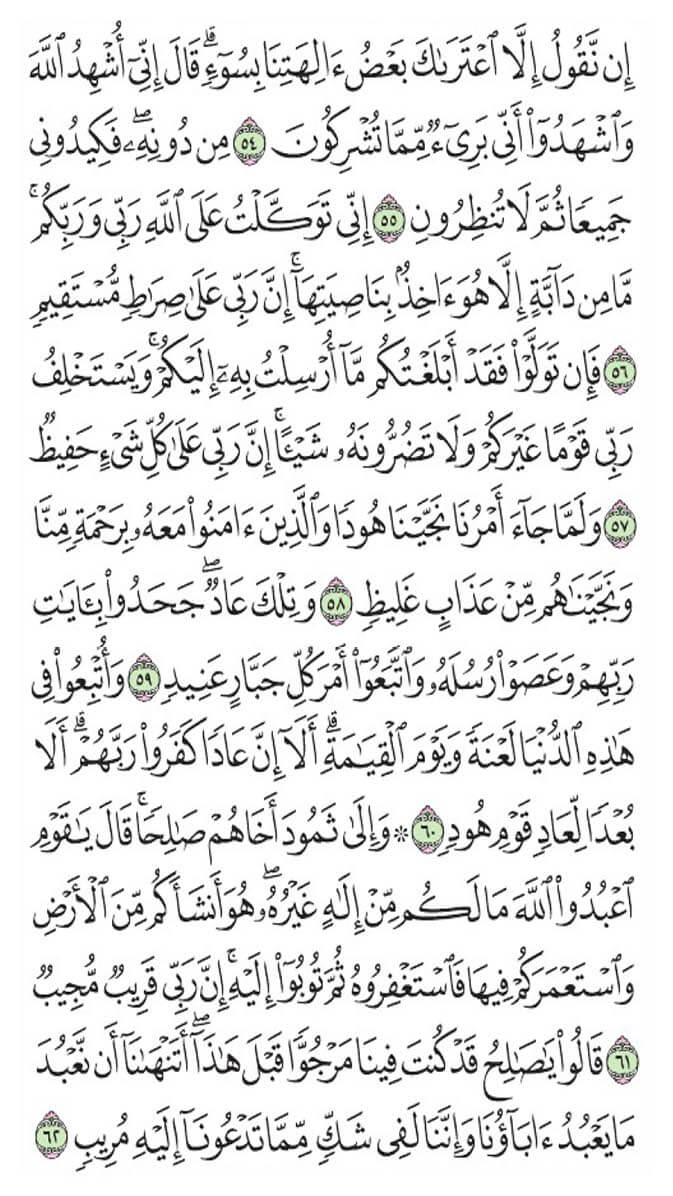 إِن نَّقُولُ إِلَّا ٱعْتَرَىٰكَ بَعْضُ ءَالِهَتِنَا بِسُوٓءٍۗ قَالَ إِنِّىٓ أُشْهِدُ ٱللَّهَ
وَٱشْهَدُوٓا۟ أَنِّى بَرِىٓءٌ مِّمَّا تُشْرِكُونَ ٥٤ مِن دُونِهِۦۖ فَكِيدُونِى
جَمِيعًا ثُمَّ لَا تُنظِرُونِ ٥٥ إِنِّى تَوَكَّلْتُ عَلَى ٱللَّهِ رَبِّى وَرَبِّكُمۚ
مَّا مِن دَآبَّةٍ إِلَّا هُوَ ءَاخِذٌۢ بِنَاصِيَتِهَآۚ إِنَّ رَبِّى عَلَىٰ صِرَٰطٍ مُّسْتَقِيمٍ
٥٦ فَإِن تَوَلَّوْا۟ فَقَدْ أَبْلَغْتُكُم مَّآ أُرْسِلْتُ بِهِۦٓ إِلَيْكُمْۚ وَيَسْتَخْلِفُ
رَبِّى قَوْمًا غَيْرَكُمْ وَلَا تَضُرُّونَهُۥ شَيْـًٔاۚ إِنَّ رَبِّى عَلَىٰ كُلِّ شَىْءٍ حَفِيظٌ
٥٧ وَلَمَّا جَآءَ أَمْرُنَا نَجَّيْنَا هُودًا وَٱلَّذِينَ ءَامَنُوا۟ مَعَهُۥ بِرَحْمَةٍ مِّنَّا
وَنَجَّيْنَٰهُم مِّنْ عَذَابٍ غَلِيظٍ ٥٨ وَتِلْكَ عَادٌۖ جَحَدُوا۟ بِـَٔايَٰتِ
رَبِّهِمْ وَعَصَوْا۟ رُسُلَهُۥ وَٱتَّبَعُوٓا۟ أَمْرَ كُلِّ جَبَّارٍ عَنِيدٍ ٥٩ وَأُتْبِعُوا۟ فِى
هَٰذِهِ ٱلدُّنْيَا لَعْنَةً وَيَوْمَ ٱلْقِيَٰمَةِۗ أَلَآ إِنَّ عَادًا كَفَرُوا۟ رَبَّهُمْۗ أَلَا
بُعْدًا لِّعَادٍ قَوْمِ هُودٍ ٦٠ ۞ وَإِلَىٰ ثَمُودَ أَخَاهُمْ صَٰلِحًاۚ قَالَ يَٰقَوْمِ
ٱعْبُدُوا۟ ٱللَّهَ مَا لَكُم مِّنْ إِلَٰهٍ غَيْرُهُۥۖ هُوَ أَنشَأَكُم مِّنَ ٱلْأَرْضِ
وَٱسْتَعْمَرَكُمْ فِيهَا فَٱسْتَغْفِرُوهُ ثُمَّ تُوبُوٓا۟ إِلَيْهِۚ إِنَّ رَبِّى قَرِيبٌ مُّجِيبٌ
٦١ قَالُوا۟ يَٰصَٰلِحُ قَدْ كُنتَ فِينَا مَرْجُوًّا قَبْلَ هَٰذَآۖ أَتَنْهَىٰنَآ أَن نَّعْبُدَ
مَا يَعْبُدُ ءَابَآؤُنَا وَإِنَّنَا لَفِى شَكٍّ مِّمَّا تَدْعُونَآ إِلَيْهِ مُرِيبٍ ٦٢